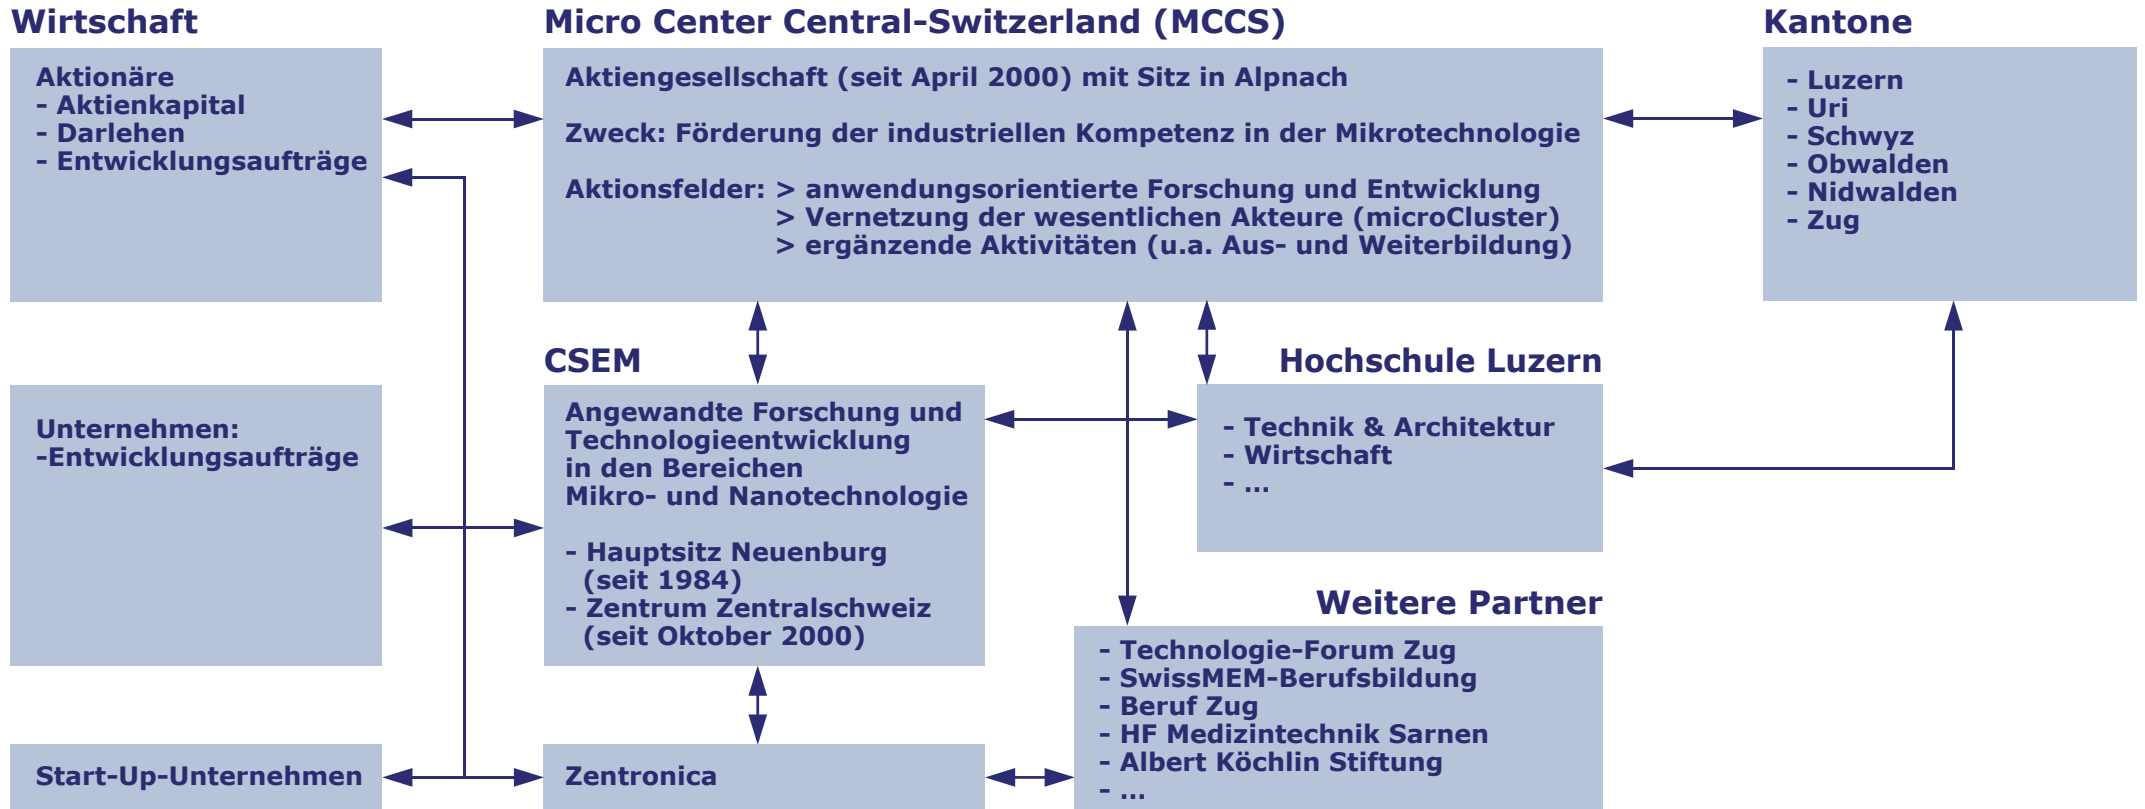 Wirtschaft
Aktionäre
- Aktienkapital
- Darlehen
- Entwicklungsaufträge
Unternehmen:
-Entwicklungsaufträge
Start-Up-Unternehmen
Micro Center Central-Switzerland (MCCS)
Aktiengesellschaft (seit April 2000) mit Sitz in Alpnach
Zweck: Förderung der industriellen Kompetenz in der Mikrotechnologie
Aktionsfelder: > anwendungsorientierte Forschung und Entwicklung
> Vernetzung der wesentlichen Akteure (microCluster)
> ergänzende Aktivitäten (u.a. Aus- und Weiterbildung)
CSEM
Angewandte Forschung und
Technologieentwicklung
in den Bereichen
Mikro- und Nanotechnologie
- Hauptsitz Neuenburg
(seit 1984)
- Zentrum Zentralschweiz
(seit Oktober 2000)
Zentronica
Hochschule Luzern
- Technik & Architektur
- Wirtschaft
- ...
Weitere Partner
- Technologie-Forum Zug
- SwissMEM-Berufsbildung
- Beruf Zug
- HF Medizintechnik Sarnen
- Albert Köchlin Stiftung
- ...
Kantone
- Luzern
- Uri
- Schwyz
- Obwalden
- Nidwalden
- Zug